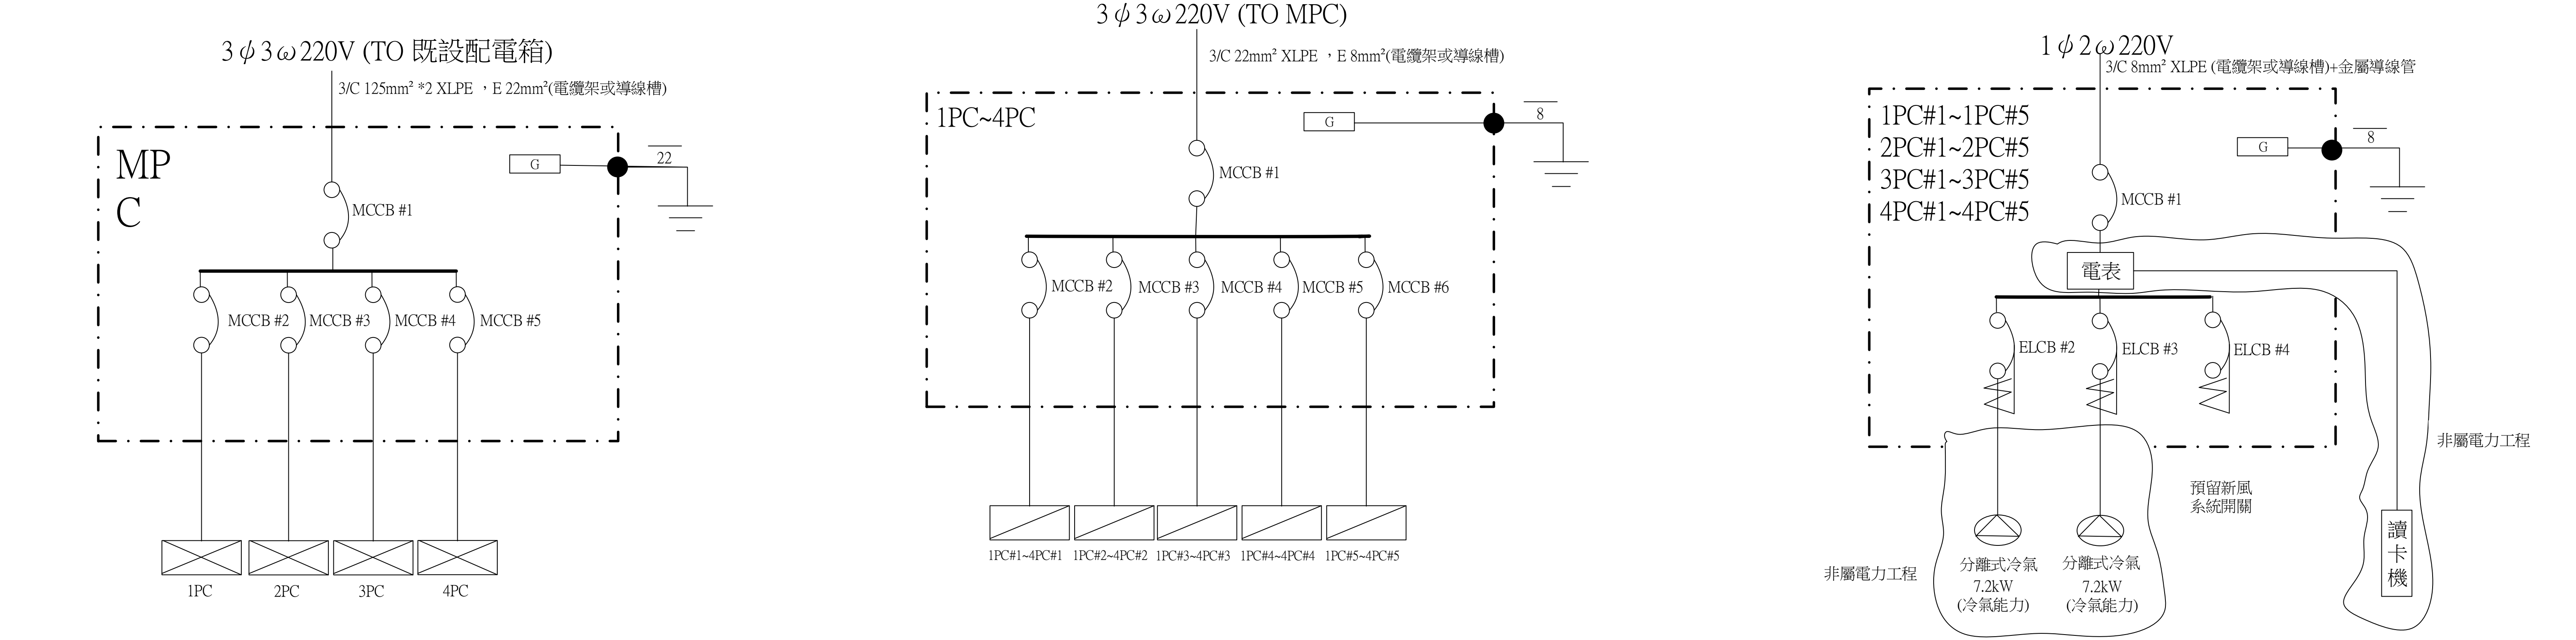 3ψ3ω220V (TO 既設配電箱)
3/C 125mm² *2 XLPE ，E 22mm²(電纜架或導線槽)
MP
C
G
22
MCCB #1
MCCB #2
MCCB #3
MCCB #4
MCCB #5
1PC
2PC
3PC
4PC
3ψ3ω220V (TO MPC)
3/C 22mm² XLPE ，E 8mm²(電纜架或導線槽)
1PC~4PC
G
8
MCCB #1
MCCB #2
MCCB #3
MCCB #4
MCCB #5
MCCB #6
1PC#1~4PC#1
1PC#2~4PC#2
1PC#3~4PC#3
1PC#4~4PC#4
1PC#5~4PC#5
1ψ2ω220V
3/C 8mm² XLPE (電纜架或導線槽)+金屬導線管
1PC#1~1PC#5
2PC#1~2PC#5
3PC#1~3PC#5
4PC#1~4PC#5
G
8
MCCB #1
電表
ELCB #2
ELCB #3
ELCB #4
非屬電力工程
預留新風
系統開關
讀卡機
非屬電力工程
分離式冷氣
7.2kW
(冷氣能力)
分離式冷氣
7.2kW
(冷氣能力)